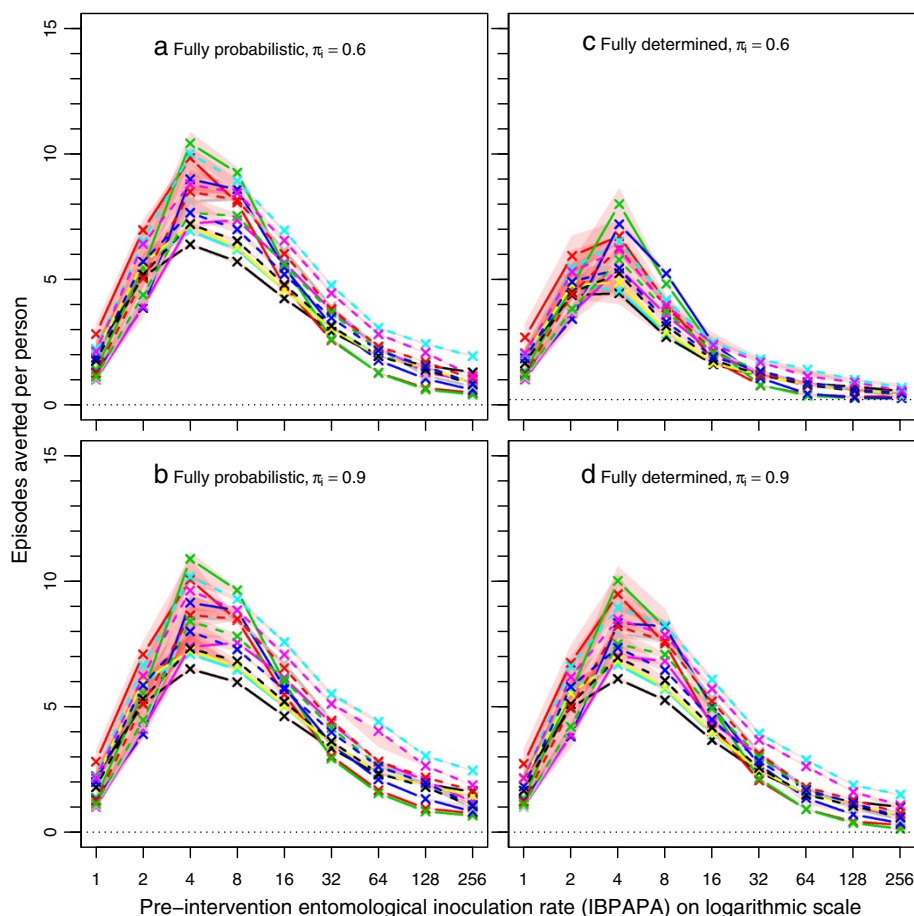 Episodes averted per person
a Fully probabilistic, πi = 0.6
15
10
5
0
c Fully determined, πi = 0.6
b Fully probabilistic, πi = 0.9
15
10
5
0
d Fully determined, πi = 0.9
1 2 4 8 16 32 64 128 256
1 2 4 8 16 32 64 128 256
Pre−intervention entomological inoculation rate (IBPAPA) on logarithmic scale